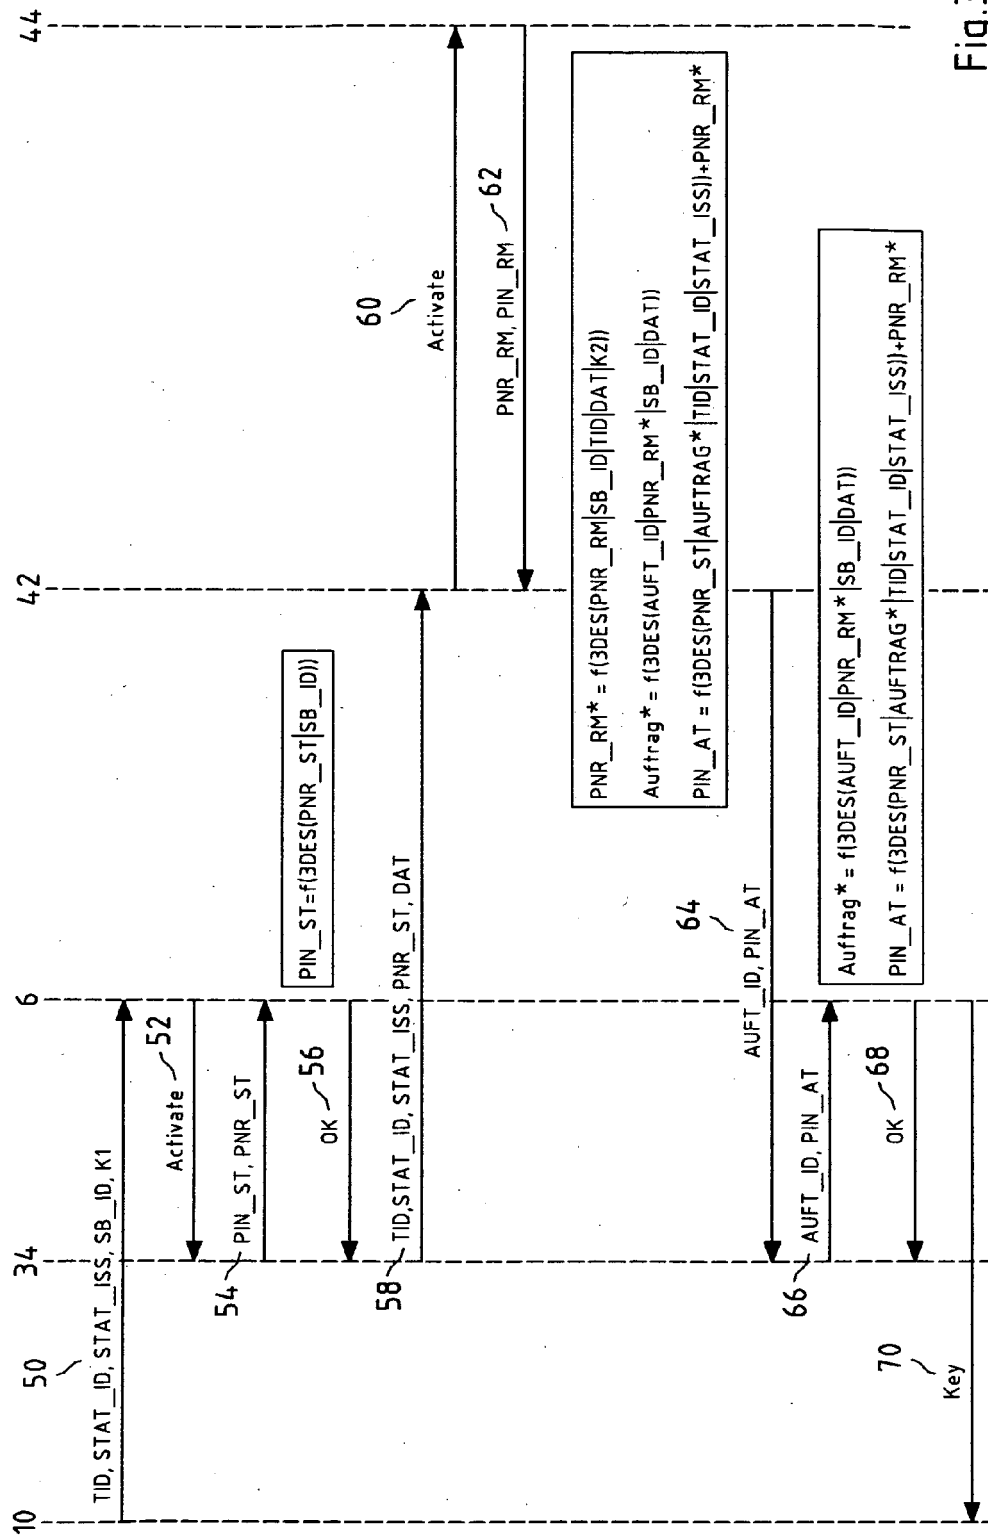 10 34 6 42 44
50
TID, STAT_ID, STAT_ISS, SB_ID, K1
Activate 52
54 PIN_ST, PNR_ST
PIN_ST=f(3DES(PNR_ST|SB_ID))
OK 56
58 TID,STAT_ID, STAT_ISS, PNR_ST, DAT
60
Activate
PNR_RM, PIN_RM 62
PNR_RM* = f(3DES(PNR_RM|SB_ID|TID|DAT|K2))
Auftrag* = f(3DES(AUFT_ID|PNR_RM*|SB_ID|DAT))
PIN_AT = f(3DES(PNR_ST|AUFTRAG*|TID|STAT_ID|STAT_ISS))+PNR_RM*
64
AUFT_ID, PIN_AT
66 AUFT_ID, PIN_AT
Auftrag* = f(3DES(AUFT_ID|PNR_RM*|SB_ID|DAT))
PIN_AT = f(3DES(PNR_ST|AUFTRAG*|TID|STAT_ID|STAT_ISS))+PNR_RM*
OK 68
70
Key